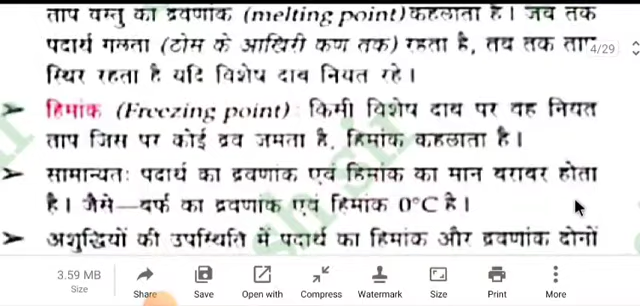 ताप वस्तु का द्रवणांक (melting point) कहलाता है। जब तक
पदार्थ गलता (ठोस के आखिरी कण तक) रहता है, तब तक ताप
4/29
स्थिर रहता है यदि विशेष दाब नियत रहे।
➤ हिमांक (Freezing point) : किसी विशेष दाब पर वह नियत
ताप जिस पर कोई द्रव जमता है, हिमांक कहलाता है।
➤ सामान्यतः पदार्थ का द्रवणांक एवं हिमांक का मान बराबर होता
है। जैसे—बर्फ का द्रवणांक एवं हिमांक 0°C है।
➤ अशुद्धियों की उपस्थिति में पदार्थ का हिमांक और द्रवणांक दोनों
3.59 MB
Size
Share
Save
Open with
Compress
Watermark
Size
Print
More